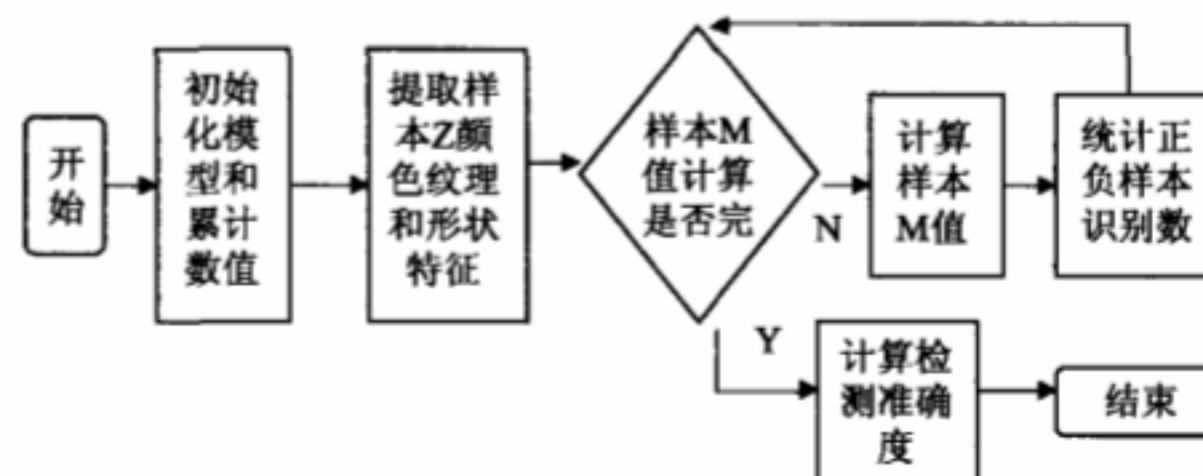 开
始
初始
化模
型和
累计
数值
提取样
本Z颜
色纹理
和形状
特征
样本M
值计算
是否完
N
计算
样本
M值
统计正
负样本
识别数
Y
计算检
测准确
度
结束